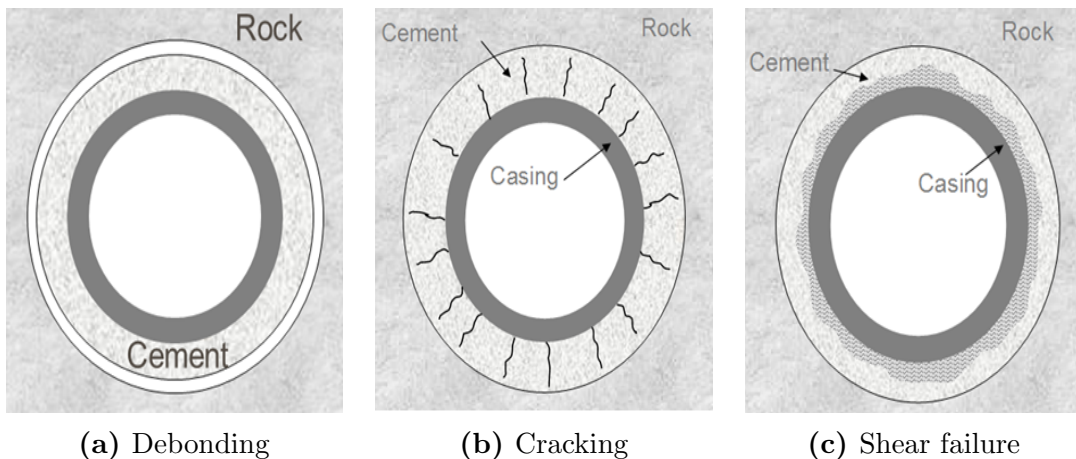 Rock
Cement
Cement
Rock
Casing
Rock
Cement
Casing
(a) Debonding
(b) Cracking
(c) Shear failure